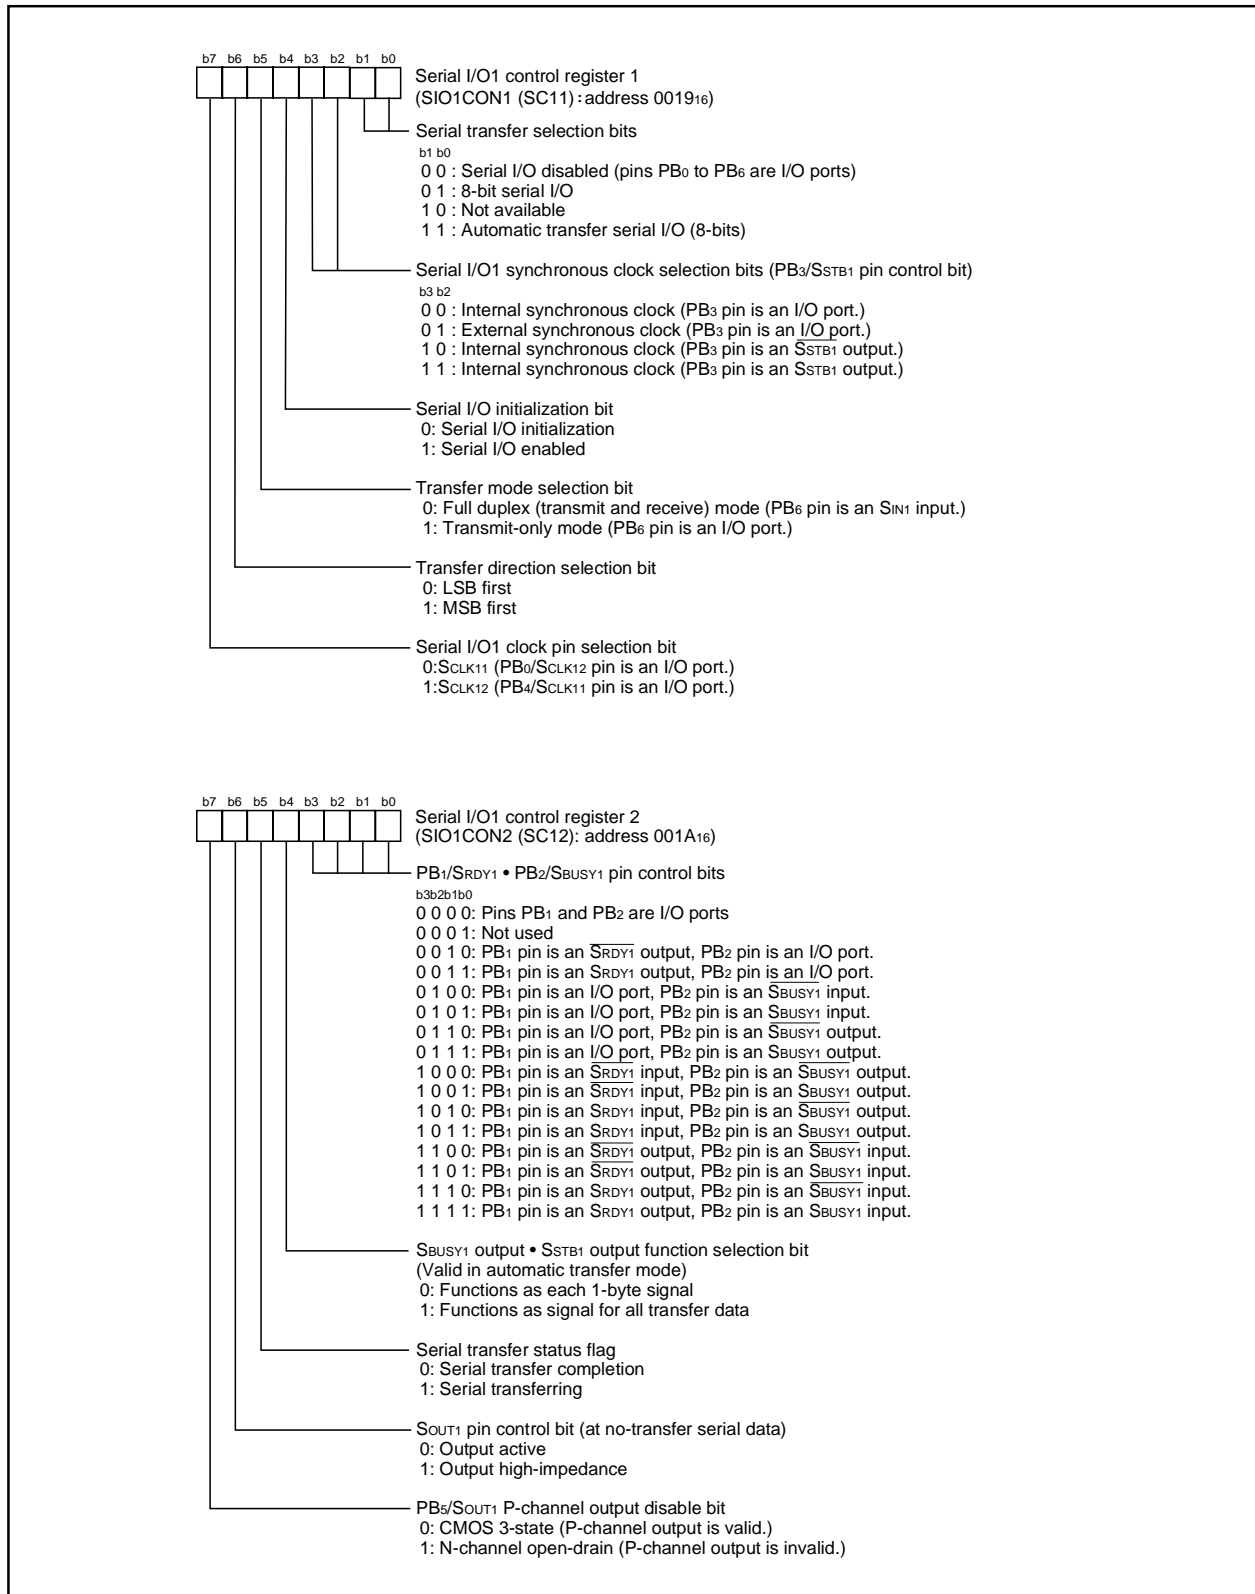 b7 b6 b5 b4 b3 b2 b1 b0
Serial I/O1 control register 1
(SIO1CON1 (SC11) : address 001916)
Serial transfer selection bits
b1 b0
0 0 : Serial I/O disabled (pins PB0 to PB6 are I/O ports)
0 1 : 8-bit serial I/O
1 0 : Not available
1 1 : Automatic transfer serial I/O (8-bits)
Serial I/O1 synchronous clock selection bits (PB3/SSTB1 pin control bit)
b3 b2
0 0 : Internal synchronous clock (PB3 pin is an I/O port.)
0 1 : External synchronous clock (PB3 pin is an I/O port.)
1 0 : Internal synchronous clock (PB3 pin is an SSTB1 output.)
1 1 : Internal synchronous clock (PB3 pin is an SSTB1 output.)
Serial I/O initialization bit
0: Serial I/O initialization
1: Serial I/O enabled
Transfer mode selection bit
0: Full duplex (transmit and receive) mode (PB6 pin is an SIN1 input.)
1: Transmit-only mode (PB6 pin is an I/O port.)
Transfer direction selection bit
0: LSB first
1: MSB first
Serial I/O1 clock pin selection bit
0:SCLK11 (PB0/SCLK12 pin is an I/O port.)
1:SCLK12 (PB4/SCLK11 pin is an I/O port.)
b7 b6 b5 b4 b3 b2 b1 b0
Serial I/O1 control register 2
(SIO1CON2 (SC12): address 001A16)
PB1/SRDY1 • PB2/SBUSY1 pin control bits
b3b2b1b0
0 0 0 0: Pins PB1 and PB2 are I/O ports
0 0 0 1: Not used
0 0 1 0: PB1 pin is an SRDY1 output, PB2 pin is an I/O port.
0 0 1 1: PB1 pin is an SRDY1 output, PB2 pin is an I/O port.
0 1 0 0: PB1 pin is an I/O port, PB2 pin is an SBUSY1 input.
0 1 0 1: PB1 pin is an I/O port, PB2 pin is an SBUSY1 input.
0 1 1 0: PB1 pin is an I/O port, PB2 pin is an SBUSY1 output.
0 1 1 1: PB1 pin is an I/O port, PB2 pin is an SBUSY1 output.
1 0 0 0: PB1 pin is an SRDY1 input, PB2 pin is an SBUSY1 output.
1 0 0 1: PB1 pin is an SRDY1 input, PB2 pin is an SBUSY1 output.
1 0 1 0: PB1 pin is an SRDY1 input, PB2 pin is an SBUSY1 output.
1 0 1 1: PB1 pin is an SRDY1 input, PB2 pin is an SBUSY1 output.
1 1 0 0: PB1 pin is an SRDY1 output, PB2 pin is an SBUSY1 input.
1 1 0 1: PB1 pin is an SRDY1 output, PB2 pin is an SBUSY1 input.
1 1 1 0: PB1 pin is an SRDY1 output, PB2 pin is an SBUSY1 input.
1 1 1 1: PB1 pin is an SRDY1 output, PB2 pin is an SBUSY1 input.
SBUSY1 output • SSTB1 output function selection bit
(Valid in automatic transfer mode)
0: Functions as each 1-byte signal
1: Functions as signal for all transfer data
Serial transfer status flag
0: Serial transfer completion
1: Serial transferring
SOUT1 pin control bit (at no-transfer serial data)
0: Output active
1: Output high-impedance
PB5/SOUT1 P-channel output disable bit
0: CMOS 3-state (P-channel output is valid.)
1: N-channel open-drain (P-channel output is invalid.)